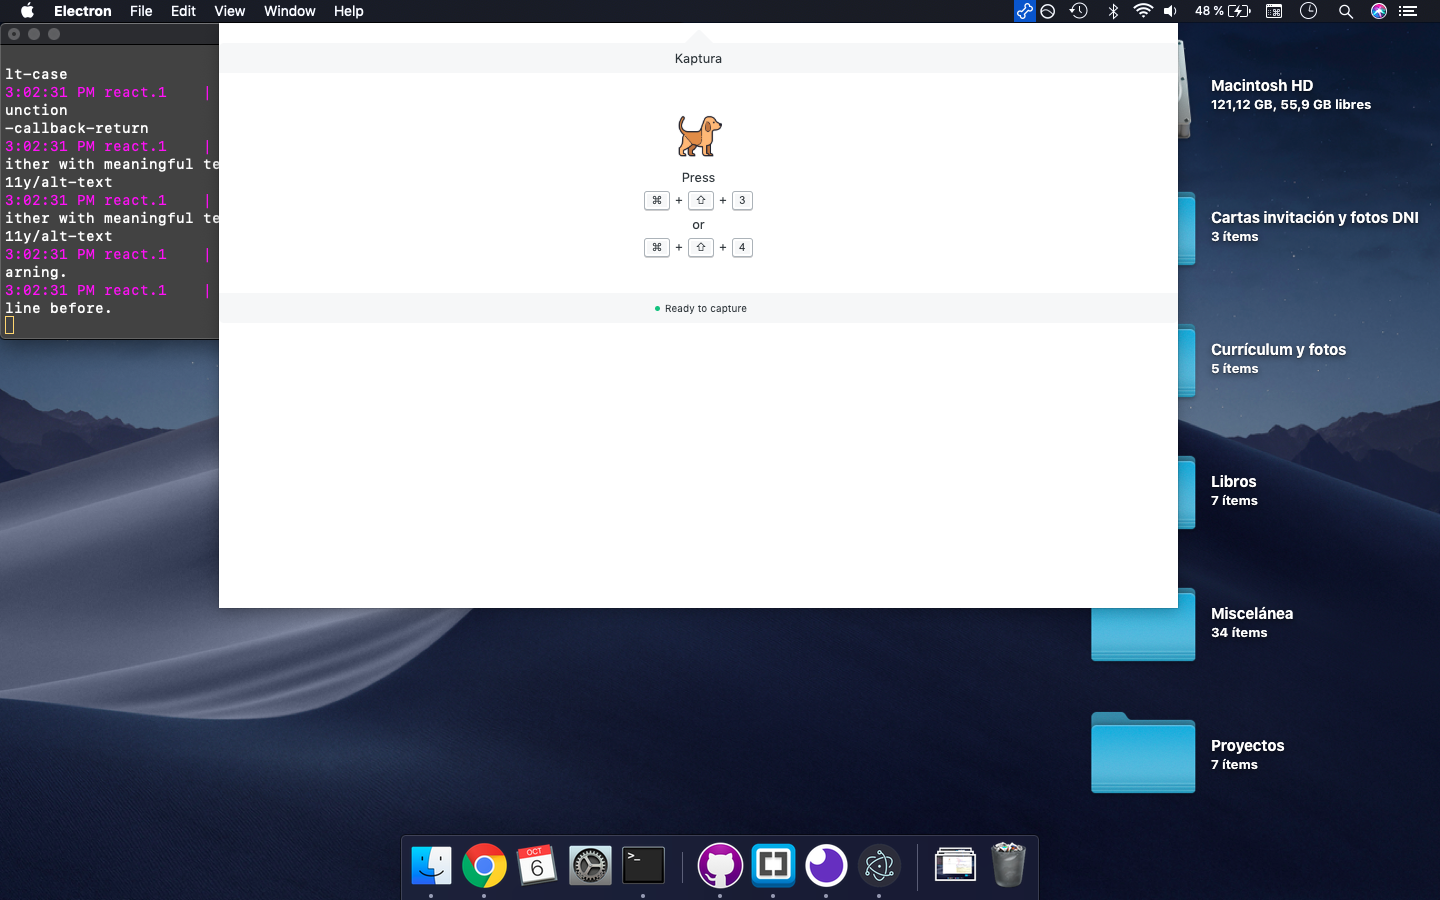 Electron File Edit View Window Help
48 %
lt-case
3:02:31 PM react.1 |
unction
-callback-return
3:02:31 PM react.1 |
ither with meaningful te
11y/alt-text
3:02:31 PM react.1 |
ither with meaningful te
11y/alt-text
3:02:31 PM react.1 |
arning.
3:02:31 PM react.1 |
line before.
Kaptura
Press
⌘ + ⇧ + 3
or
⌘ + ⇧ + 4
Ready to capture
Macintosh HD
121,12 GB, 55,9 GB libres
Cartas invitación y fotos DNI
3 ítems
Currículum y fotos
5 ítems
Libros
7 ítems
Miscelánea
34 ítems
Proyectos
7 ítems
OCT
6
>_